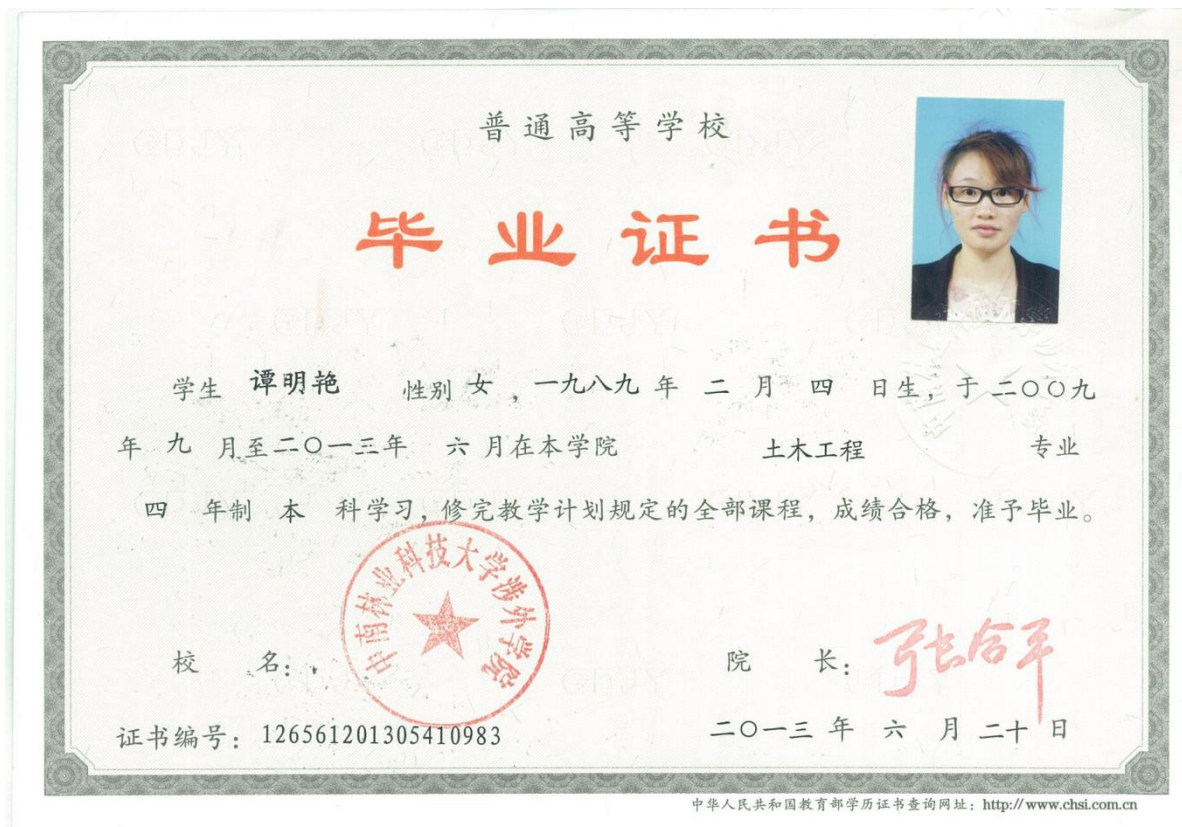 普通高等学校
毕业证书
学生 谭明艳 性别 女 ，一九八九 年 二 月 四 日生，于 二〇〇九
年 九 月至二〇一三年 六 月在本学院 土木工程 专业
四 年制 本 科学习，修完教学计划规定的全部课程，成绩合格，准予毕业。
中南林业科技大学涉外学院
校 名： 院 长：张合平
证书编号：126561201305410983 二〇一三 年 六 月 二十 日
中华人民共和国教育部学历证书查询网址：http://www.chsi.com.cn